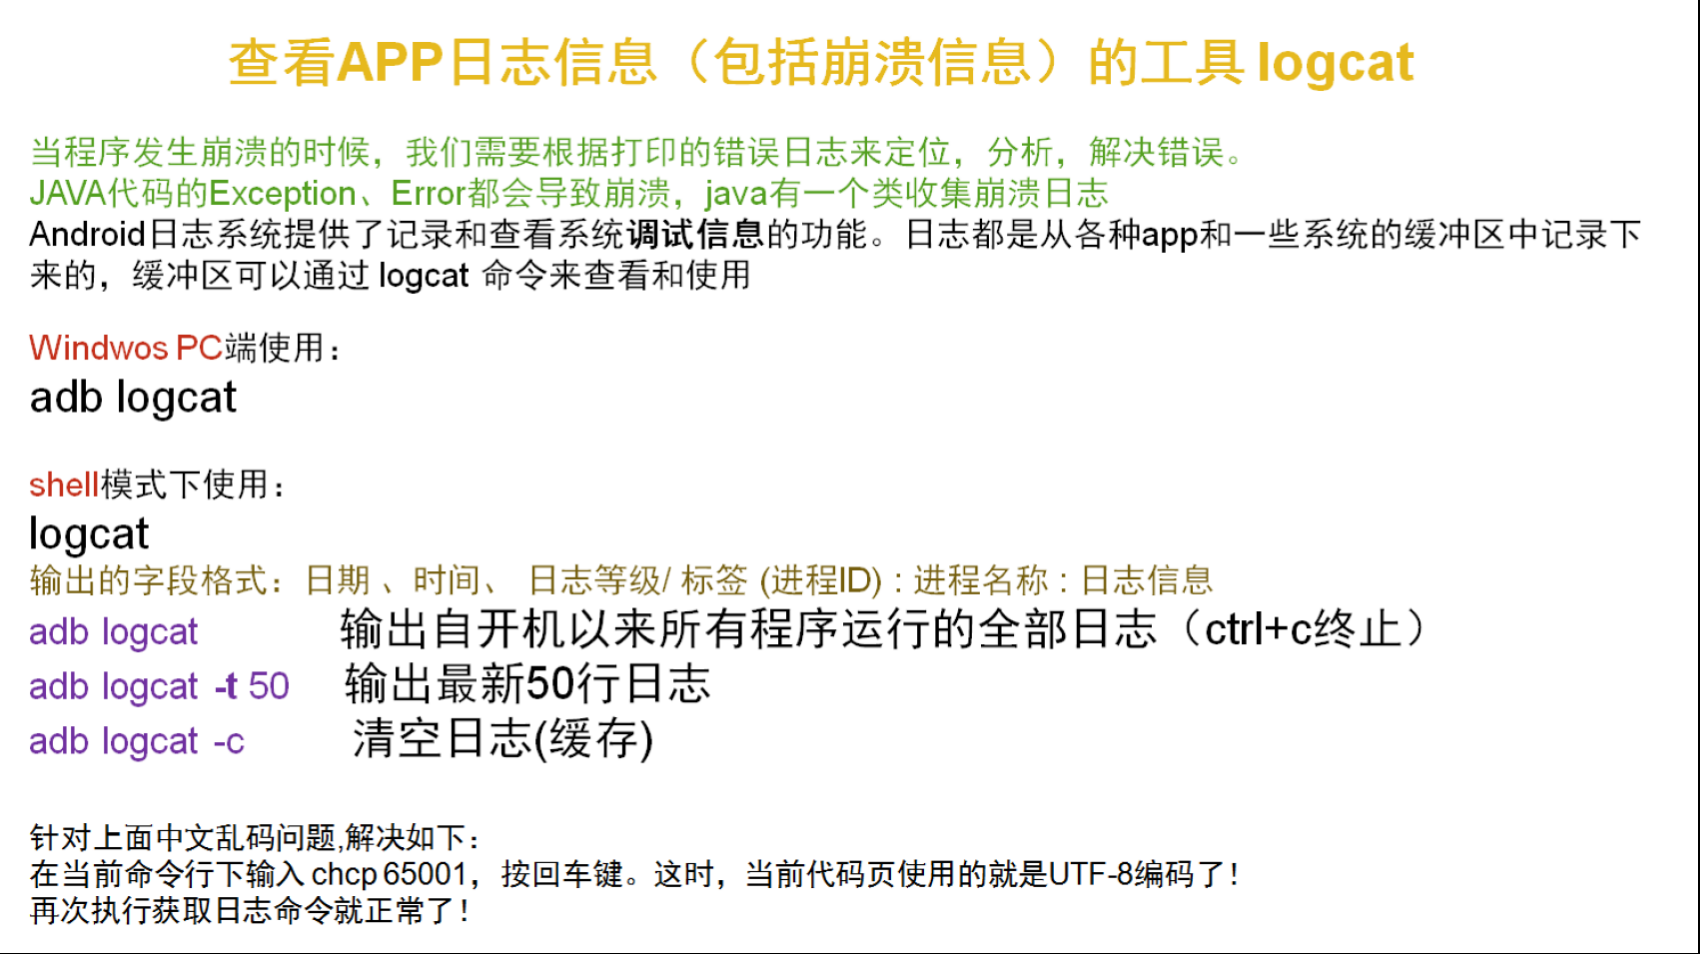 查看APP日志信息（包括崩溃信息）的工具 logcat
当程序发生崩溃的时候，我们需要根据打印的错误日志来定位，分析，解决错误。
JAVA代码的Exception、Error都会导致崩溃，java有一个类收集崩溃日志
Android日志系统提供了记录和查看系统调试信息的功能。日志都是从各种app和一些系统的缓冲区中记录下
来的，缓冲区可以通过 logcat 命令来查看和使用
Windwos PC端使用：
adb logcat
shell模式下使用：
logcat
输出的字段格式：日期 、时间、 日志等级/ 标签 (进程ID) : 进程名称 : 日志信息
adb logcat 输出自开机以来所有程序运行的全部日志（ctrl+c终止）
adb logcat -t 50 输出最新50行日志
adb logcat -c 清空日志(缓存)
针对上面中文乱码问题,解决如下：
在当前命令行下输入 chcp 65001，按回车键。这时，当前代码页使用的就是UTF-8编码了！
再次执行获取日志命令就正常了！